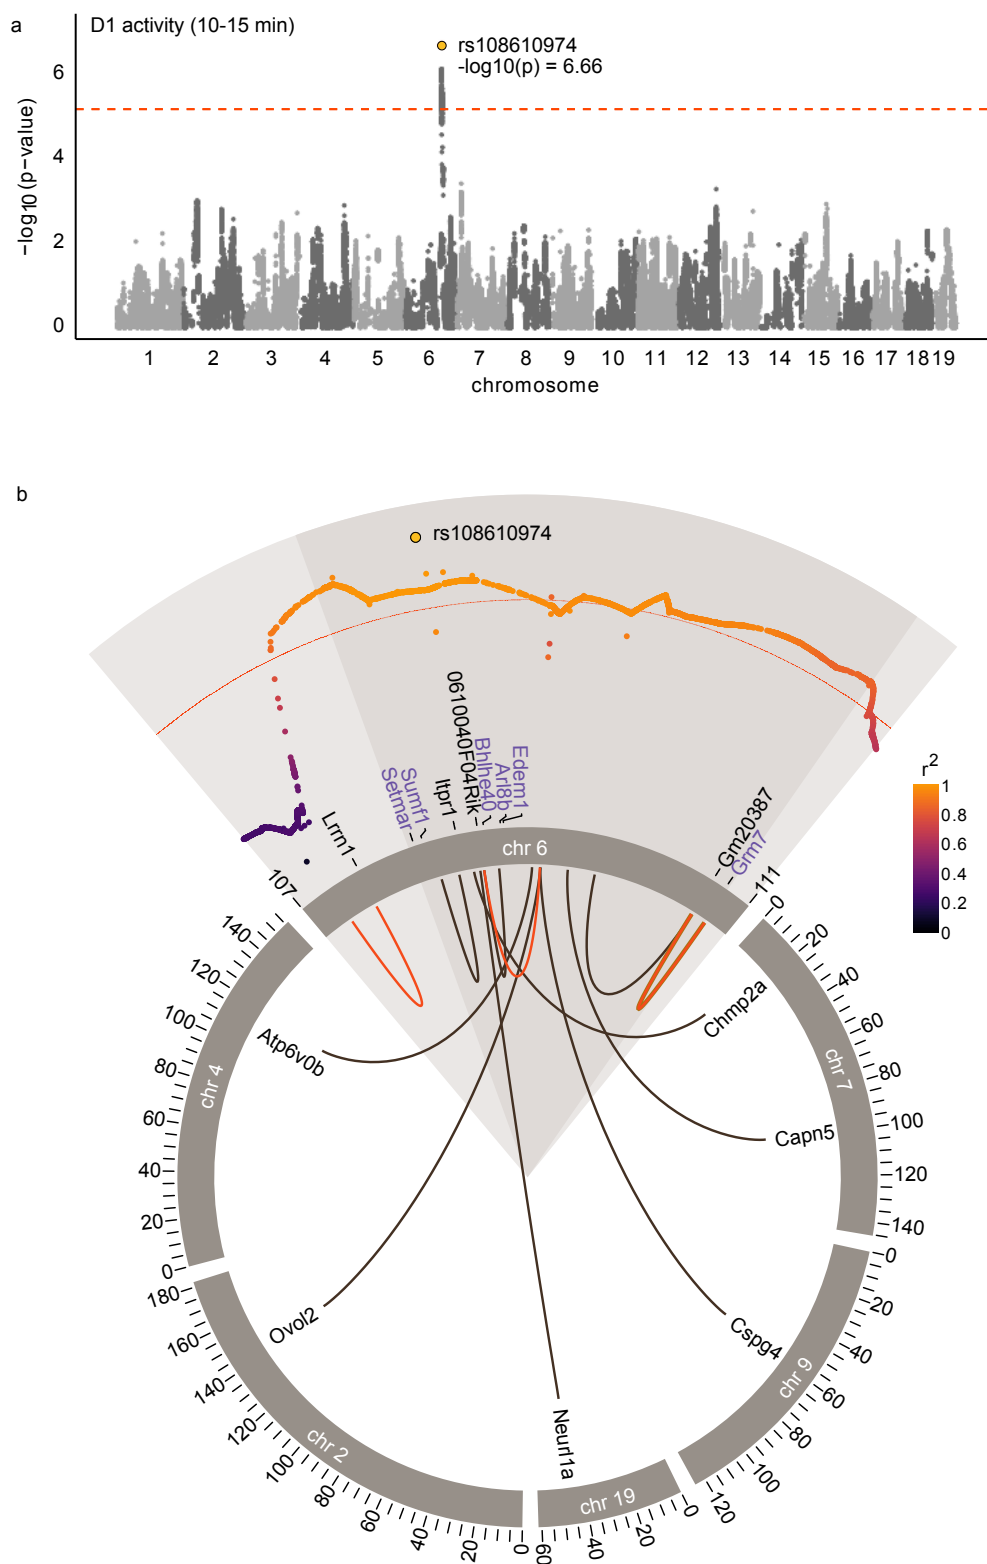 a
D1 activity (10-15 min)
rs108610974
-log10(p) = 6.66
6
4
2
0
−log10(p−value)
1 2 3 4 5 6 7 8 9 10 11 12 13 14 15 16 17 18 19
chromosome
b
rs108610974
0610040F04Rik
Bhlhe40
Arl8b
Edem1
Sumf1
Setmar
Itpr1
Lrrn1
Gm20387
Grm7
r2
1
0.8
0.6
0.4
0.2
0
chr 6
107
111
chr 4
140
120
100
80
60
40
20
0
chr 7
0
20
40
60
80
100
120
140
Chmp2a
Atp6v0b
Capn5
Ovol2
Cspg4
Neurl1a
chr 2
180
160
140
120
100
80
60
40
20
0
chr 19
60
40
20
0
chr 9
0
20
40
60
80
100
120